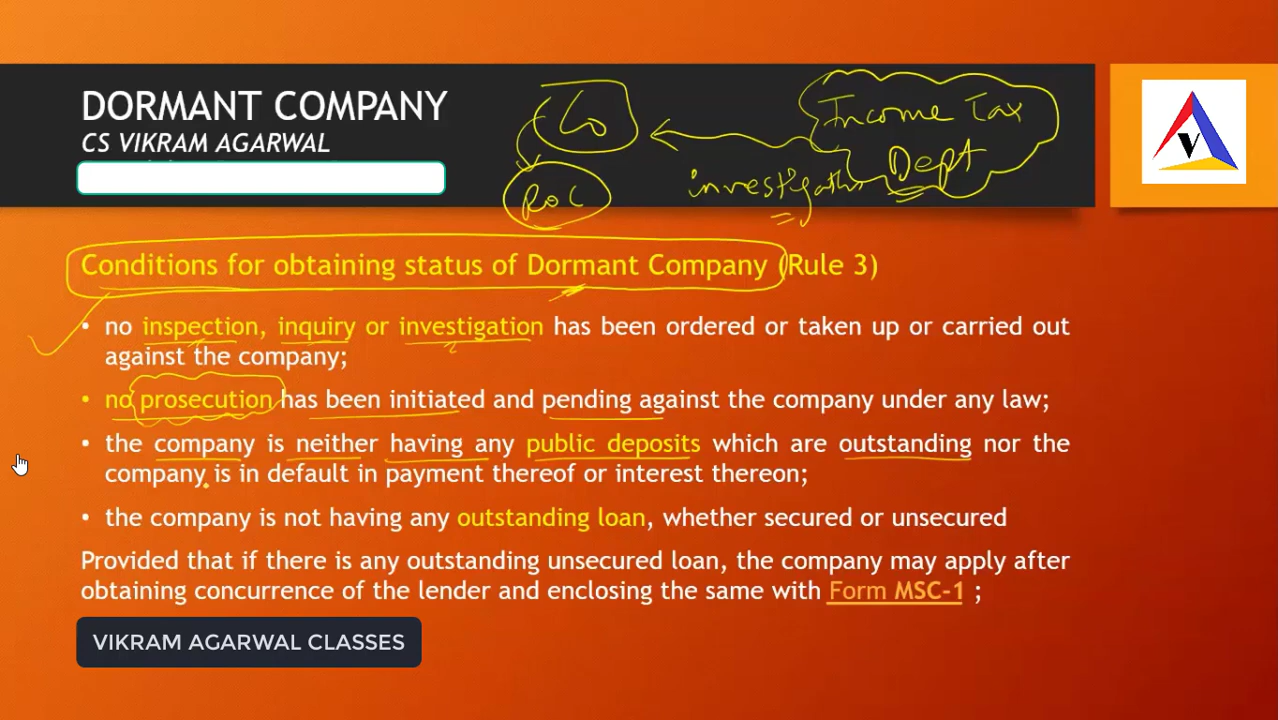 DORMANT COMPANY
CS VIKRAM AGARWAL
Co
Income Tax
Dept
investigation
ROC
V
Conditions for obtaining status of Dormant Company (Rule 3)
• no inspection, inquiry or investigation has been ordered or taken up or carried out
against the company;
• no prosecution has been initiated and pending against the company under any law;
• the company is neither having any public deposits which are outstanding nor the
company is in default in payment thereof or interest thereon;
• the company is not having any outstanding loan, whether secured or unsecured
Provided that if there is any outstanding unsecured loan, the company may apply after
obtaining concurrence of the lender and enclosing the same with Form MSC-1 ;
VIKRAM AGARWAL CLASSES